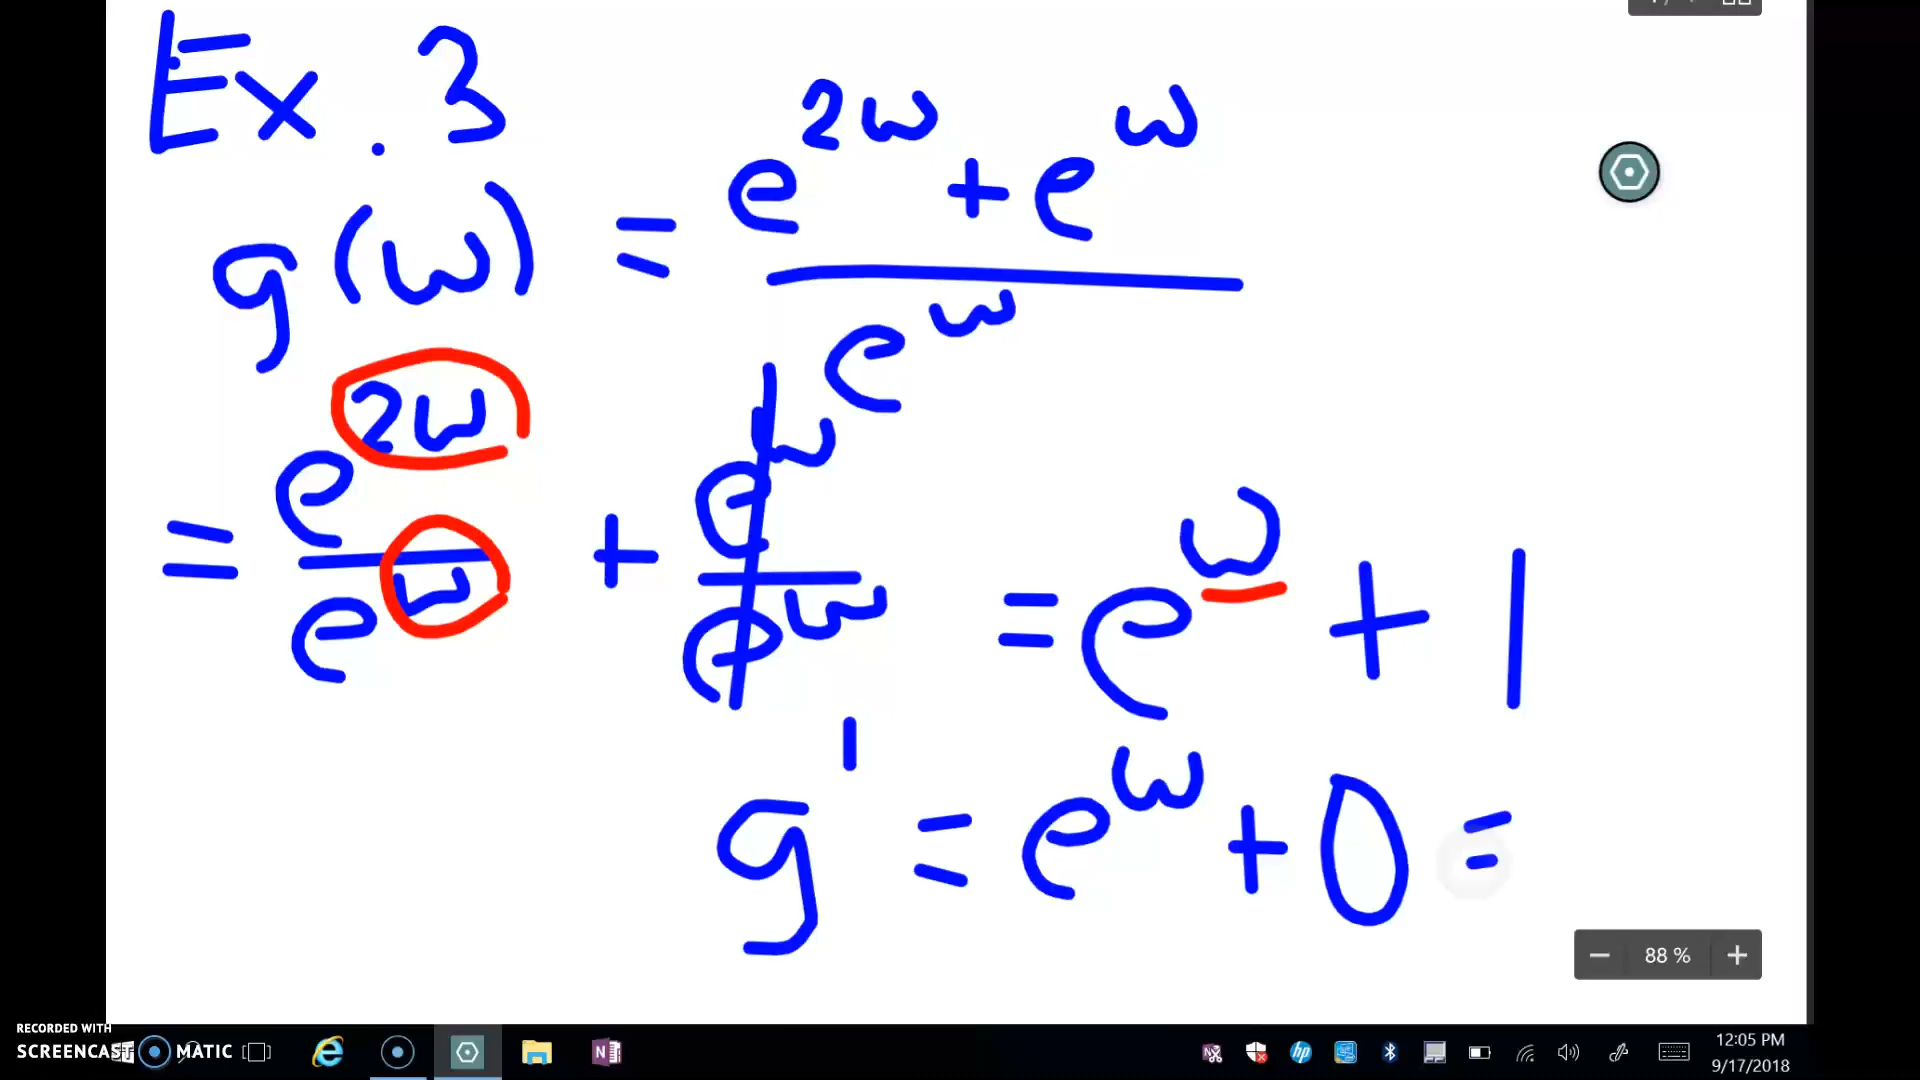 Ex. 3
g(w) = e^{2w} + e^w / e^w
= e^{2w} / e^w + e^w / e^w = e^w + 1
g' = e^w + 0 =
88 %
RECORDED WITH
SCREENCAST MATIC
12:05 PM
9/17/2018